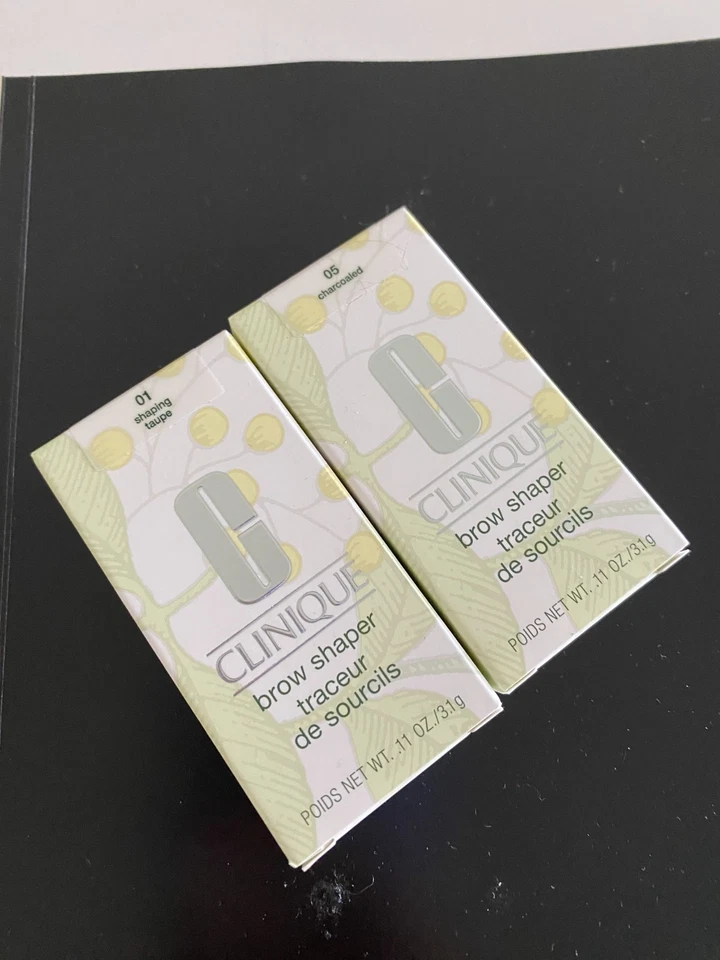 01
shaping
taupe
CLINIQUE
brow shaper
traceur
de sourcils
POIDS NET WT. .11 OZ./3.1g
05
charcoaled
CLINIQUE
brow shaper
traceur
de sourcils
POIDS NET WT. .11 OZ./3.1g